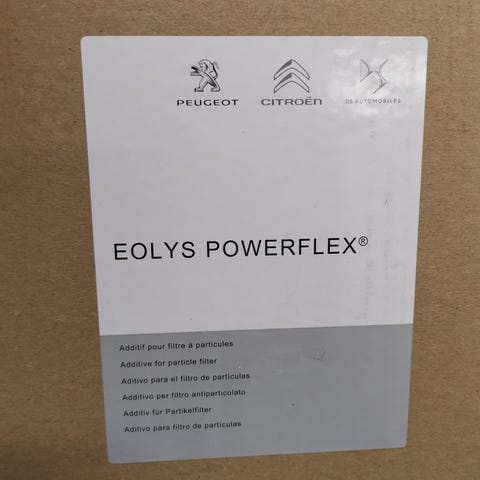 PEUGEOT CITROËN DS AUTOMOBILES
EOLYS POWERFLEX®
Additif pour filtre à particules
Additive for particle filter
Aditivo para el filtro de partículas
Additivo per filtro antiparticolato
Additiv für Partikelfilter
Aditivo para filtro de partículas